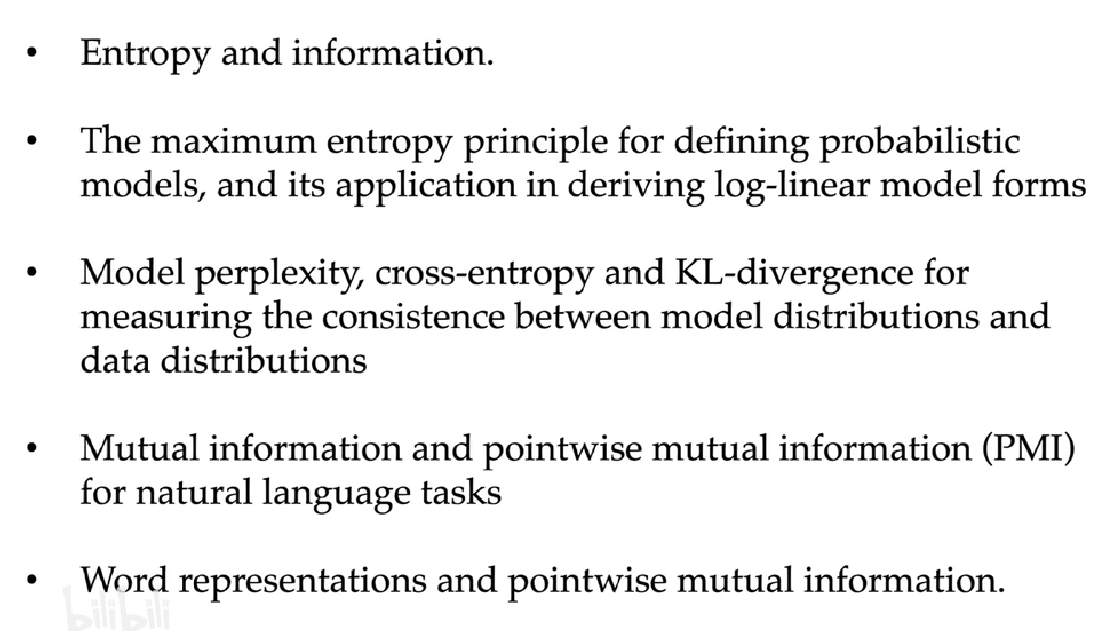 • Entropy and information.
• The maximum entropy principle for defining probabilistic
models, and its application in deriving log-linear model forms
• Model perplexity, cross-entropy and KL-divergence for
measuring the consistence between model distributions and
data distributions
• Mutual information and pointwise mutual information (PMI)
for natural language tasks
• Word representations and pointwise mutual information.
bilibili